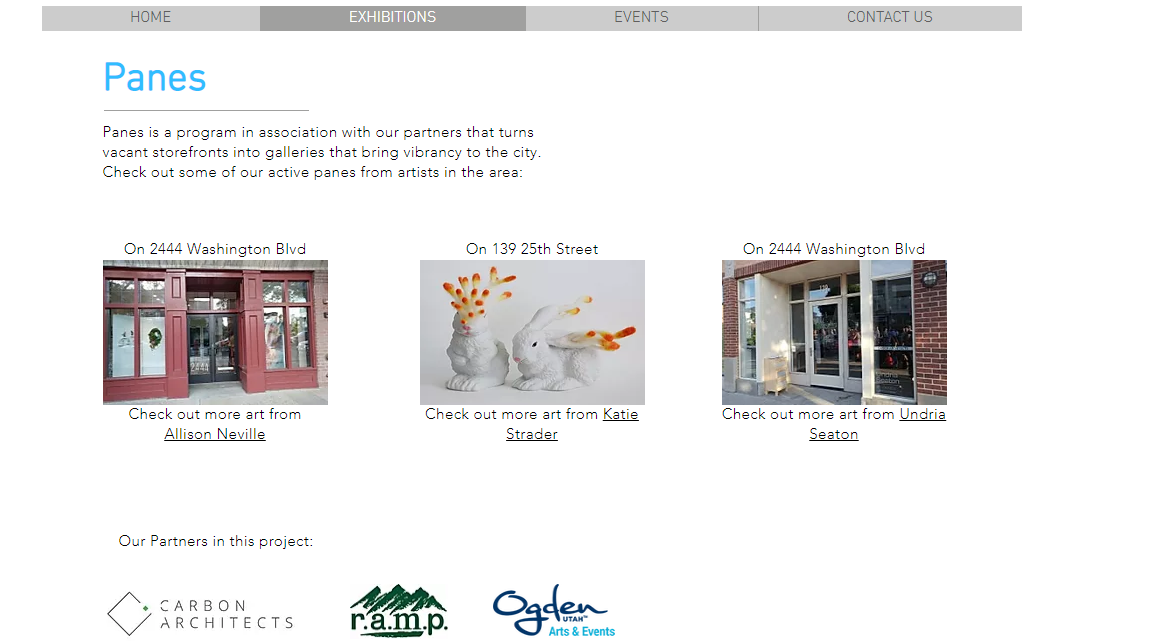 HOME
EXHIBITIONS
EVENTS
CONTACT US
Panes
Panes is a program in association with our partners that turns
vacant storefronts into galleries that bring vibrancy to the city.
Check out some of our active panes from artists in the area:
On 2444 Washington Blvd
2444
Check out more art from
Allison Neville
On 139 25th Street
Check out more art from Katie
Strader
On 2444 Washington Blvd
Check out more art from Undria
Seaton
Our Partners in this project:
CARBON
ARCHITECTS
r.a.m.p.
Ogden
UTAH™
Arts & Events